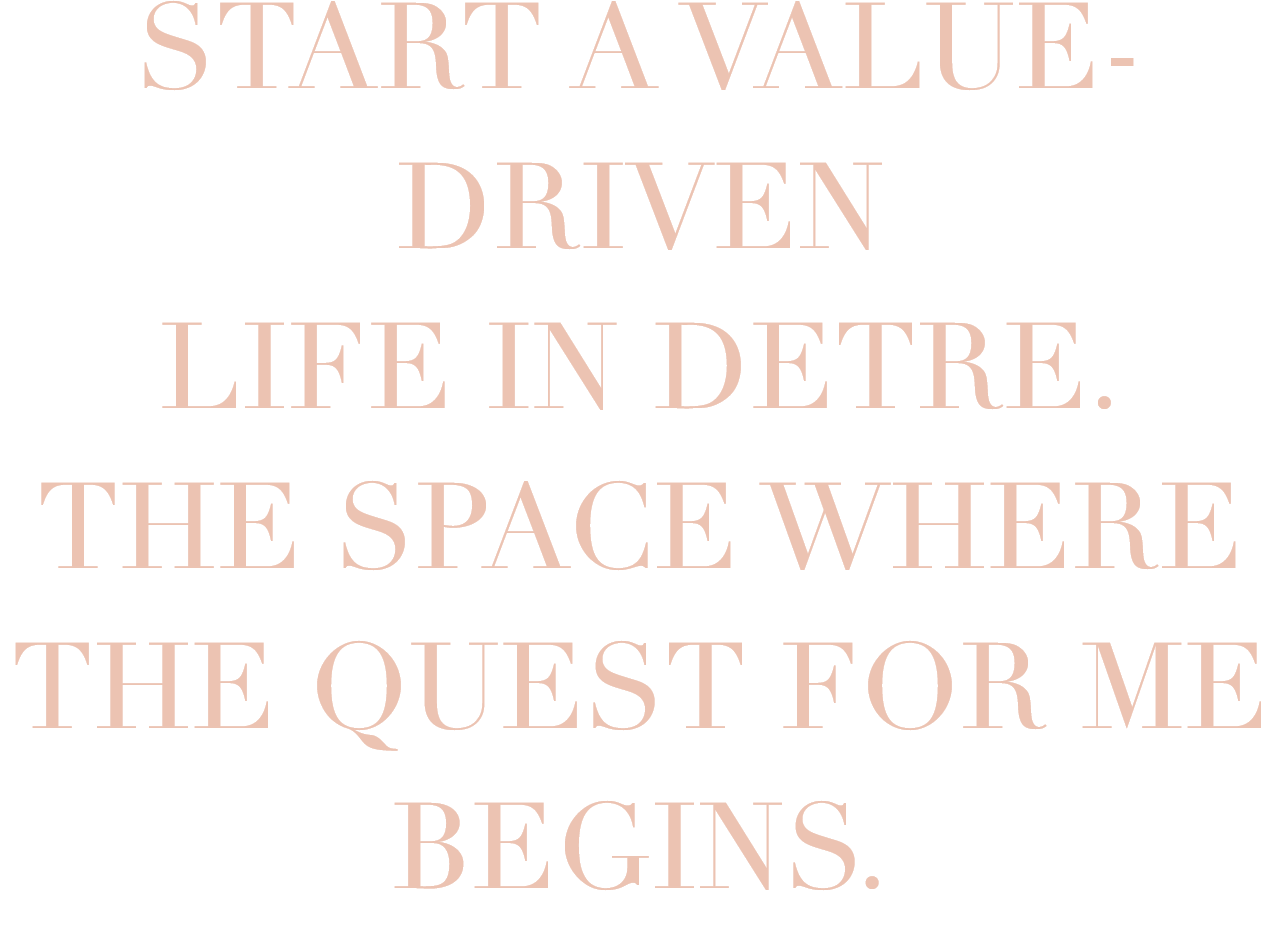 START A VALUE-
DRIVEN
LIFE IN DETRE.
THE SPACE WHERE
THE QUEST FOR ME
BEGINS.